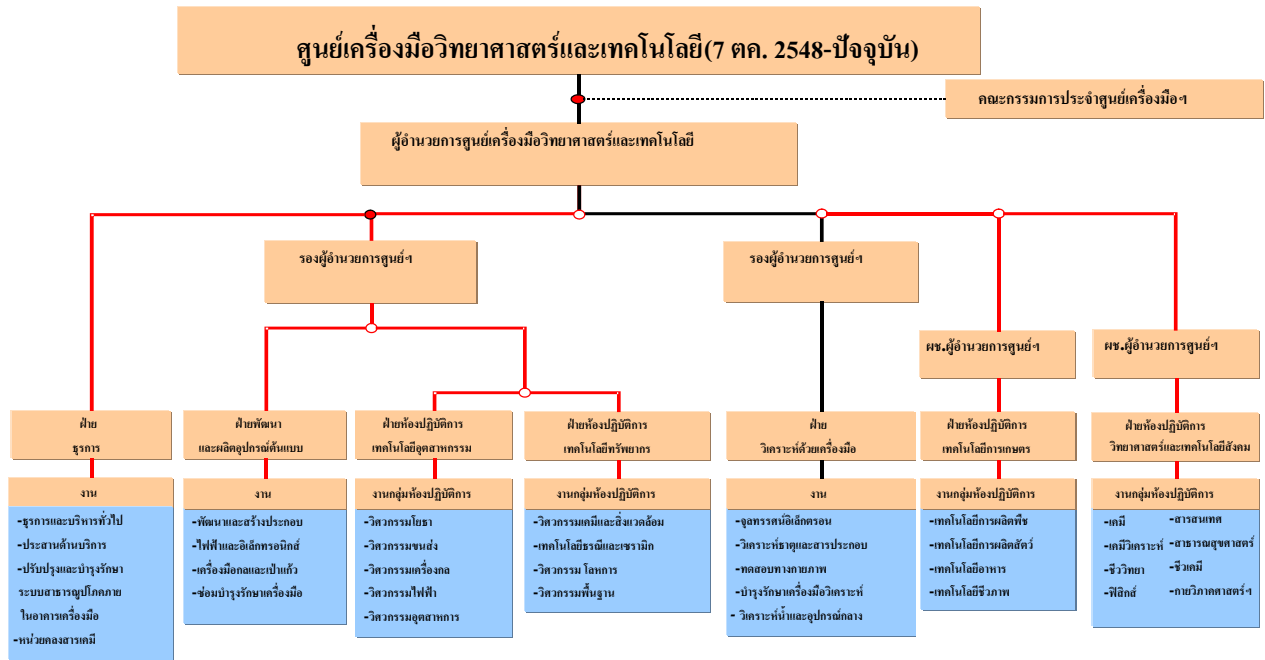 ศูนย์เครื่องมือวิทยาศาสตร์และเทคโนโลยี(7 ตค. 2548-ปัจจุบัน)
คณะกรรมการประจำศูนย์เครื่องมือฯ
ผู้อำนวยการศูนย์เครื่องมือวิทยาศาสตร์และเทคโนโลยี
รองผู้อำนวยการศูนย์ฯ
รองผู้อำนวยการศูนย์ฯ
ผช.ผู้อำนวยการศูนย์ฯ
ผช.ผู้อำนวยการศูนย์ฯ
ฝ่าย
ธุรการ
งาน
-ธุรการและบริหารทั่วไป
-ประสานด้านบริการ
-ปรับปรุงและบำรุงรักษา
ระบบสาธารณูปโภคภาย
ในอาคารเครื่องมือ
-หน่วยคลังสารเคมี
ฝ่ายพัฒนา
และผลิตอุปกรณ์ต้นแบบ
งาน
-พัฒนาและสร้างประกอบ
-ไฟฟ้าและอิเล็กทรอนิกส์
-เครื่องมือกลและเป่าแก้ว
-ซ่อมบำรุงรักษาเครื่องมือ
ฝ่ายห้องปฏิบัติการ
เทคโนโลยีอุตสาหกรรม
งานกลุ่มห้องปฏิบัติการ
-วิศวกรรมโยธา
-วิศวกรรมขนส่ง
-วิศวกรรมเครื่องกล
-วิศวกรรมไฟฟ้า
-วิศวกรรมอุตสาหการ
ฝ่ายห้องปฏิบัติการ
เทคโนโลยีทรัพยากร
งานกลุ่มห้องปฏิบัติการ
-วิศวกรรมเคมีและสิ่งแวดล้อม
-เทคโนโลยีธรณีและเซรามิก
-วิศวกรรม โลหการ
-วิศวกรรมพื้นฐาน
ฝ่าย
วิเคราะห์ด้วยเครื่องมือ
งาน
-จุลทรรศน์อิเล็กตรอน
-วิเคราะห์ธาตุและสารประกอบ
-ทดสอบทางกายภาพ
-บำรุงรักษาเครื่องมือวิเคราะห์
- วิเคราะห์น้ำและอุปกรณ์กลาง
ฝ่ายห้องปฏิบัติการ
เทคโนโลยีการเกษตร
งานกลุ่มห้องปฏิบัติการ
-เทคโนโลยีการผลิตพืช
-เทคโนโลยีการผลิตสัตว์
-เทคโนโลยีอาหาร
-เทคโนโลยีชีวภาพ
ฝ่ายห้องปฏิบัติการ
วิทยาศาสตร์และเทคโนโลยีสังคม
งานกลุ่มห้องปฏิบัติการ
-เคมี
-เคมีวิเคราะห์
-ชีววิทยา
-ฟิสิกส์
-สารสนเทศ
-สาธารณสุขศาสตร์
-ชีวเคมี
-กายวิภาคศาสตร์ฯ